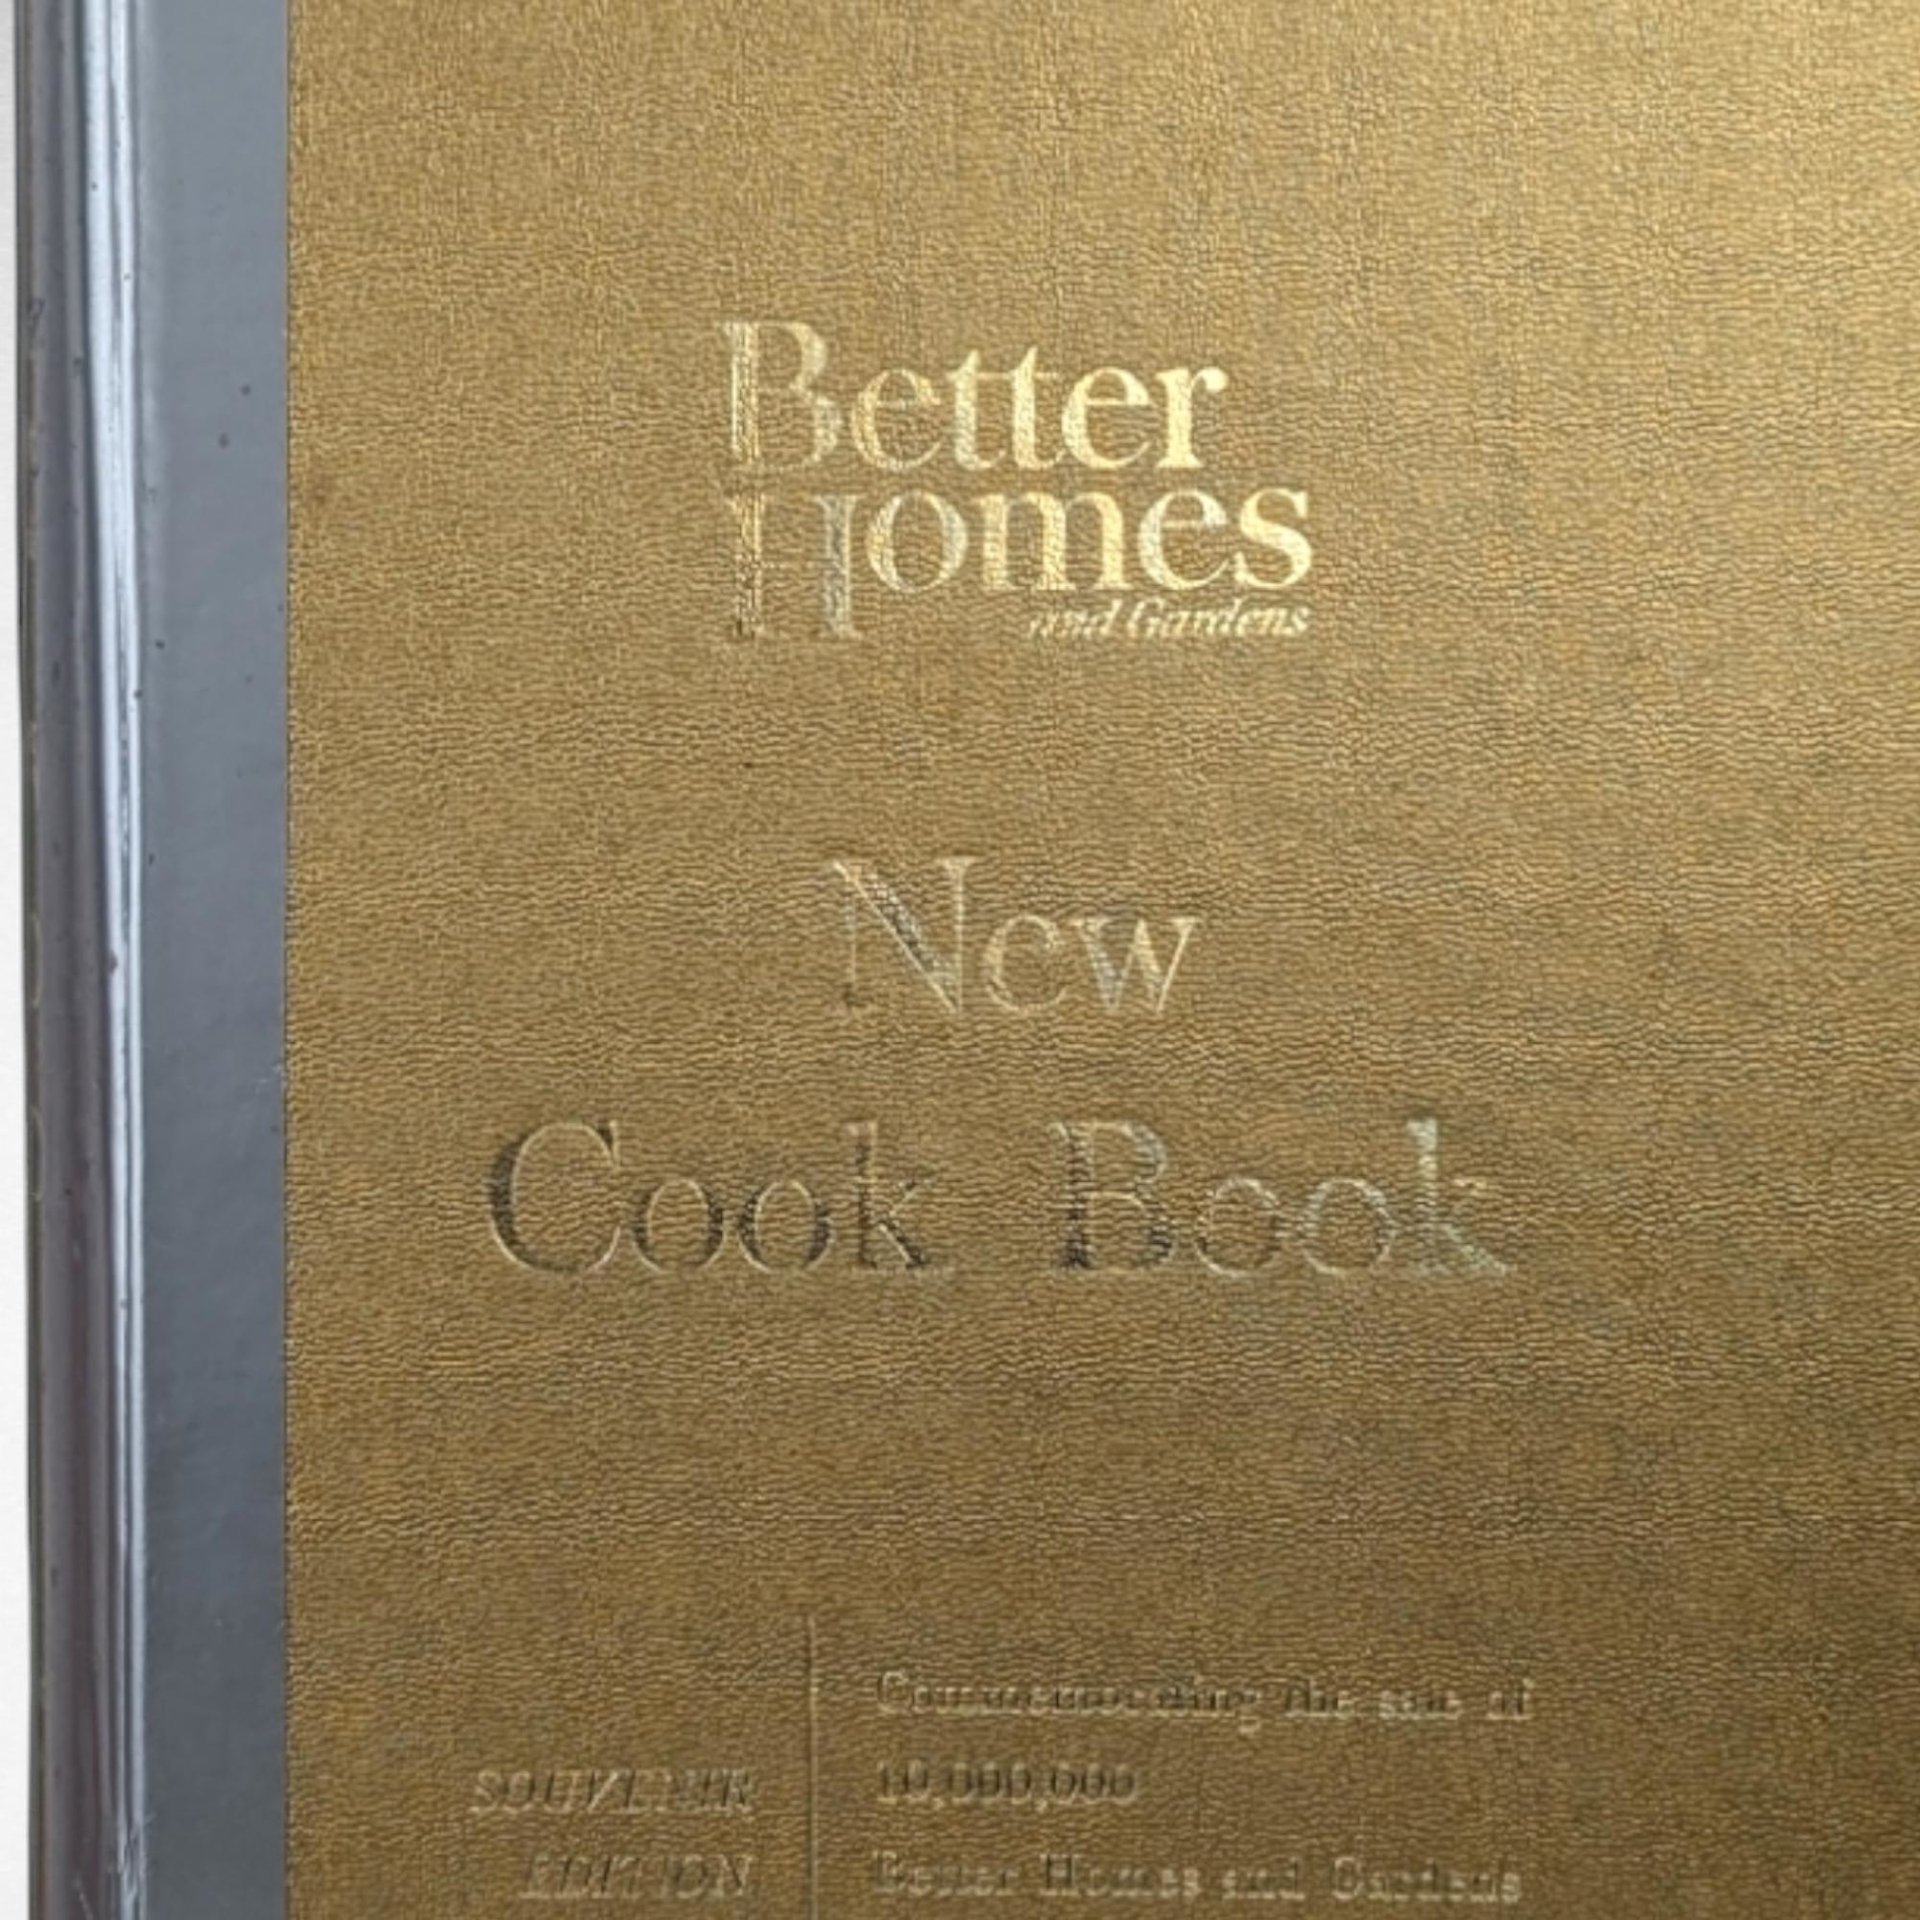 Better
Homes
and Gardens
New
Cook Book
SOUVENIR
EDITION
Commemorating the sale of
10,000,000
Better Homes and Gardens